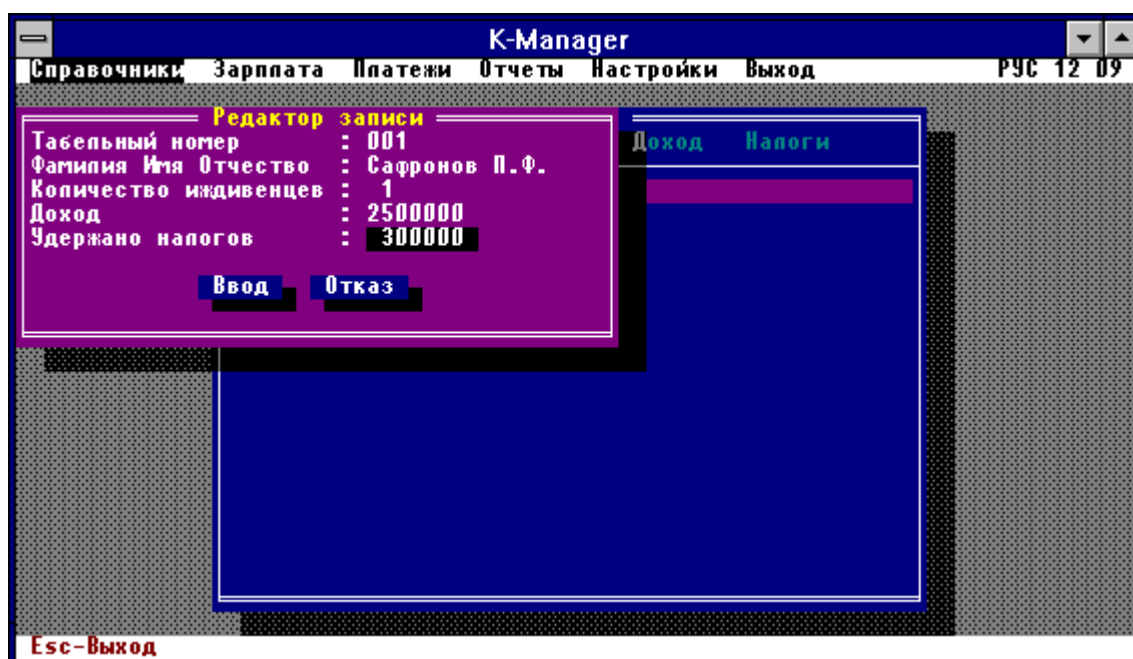 K-Manager
Справочники Зарплата Платежи Отчеты Настройки Выход РУС 12 09
Редактор записи
Табельный номер : 001
Фамилия Имя Отчество : Сафронов П.Ф.
Количество иждивенцев : 1
Доход : 2500000
Удержано налогов : 300000
Ввод Отказ
Доход Налоги
Esc-Выход